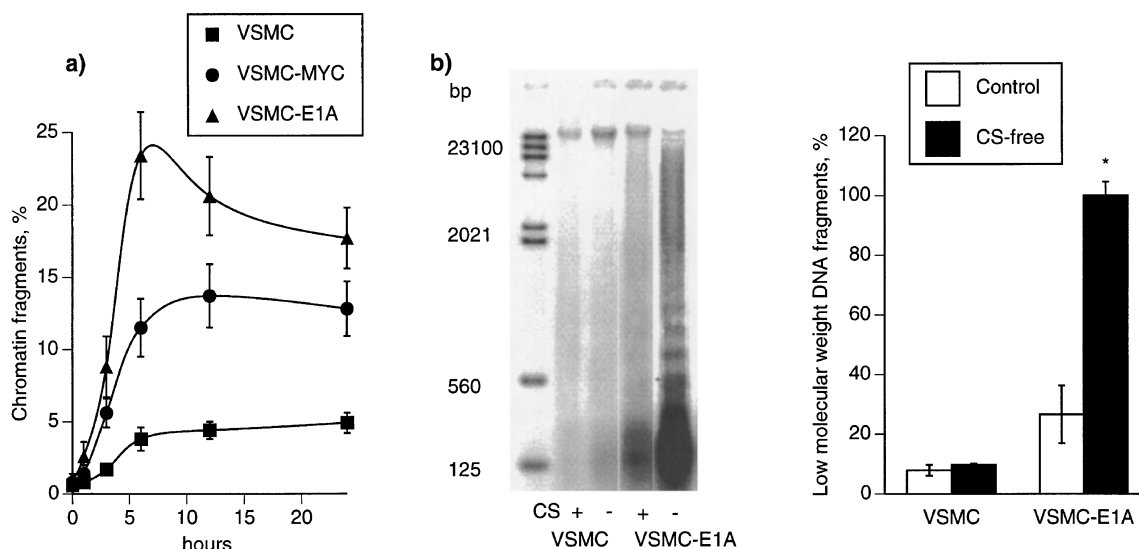 VSMC
VSMC-MYC
VSMC-E1A
a)
Chromatin fragments, %
25
20
15
10
5
0
0 5 10 15 20
hours
b)
bp
23100
2021
560
125
CS + - + -
VSMC VSMC-E1A
Control
CS-free
Low molecular weight DNA fragments, %
120
100
80
60
40
20
0
*
VSMC VSMC-E1A